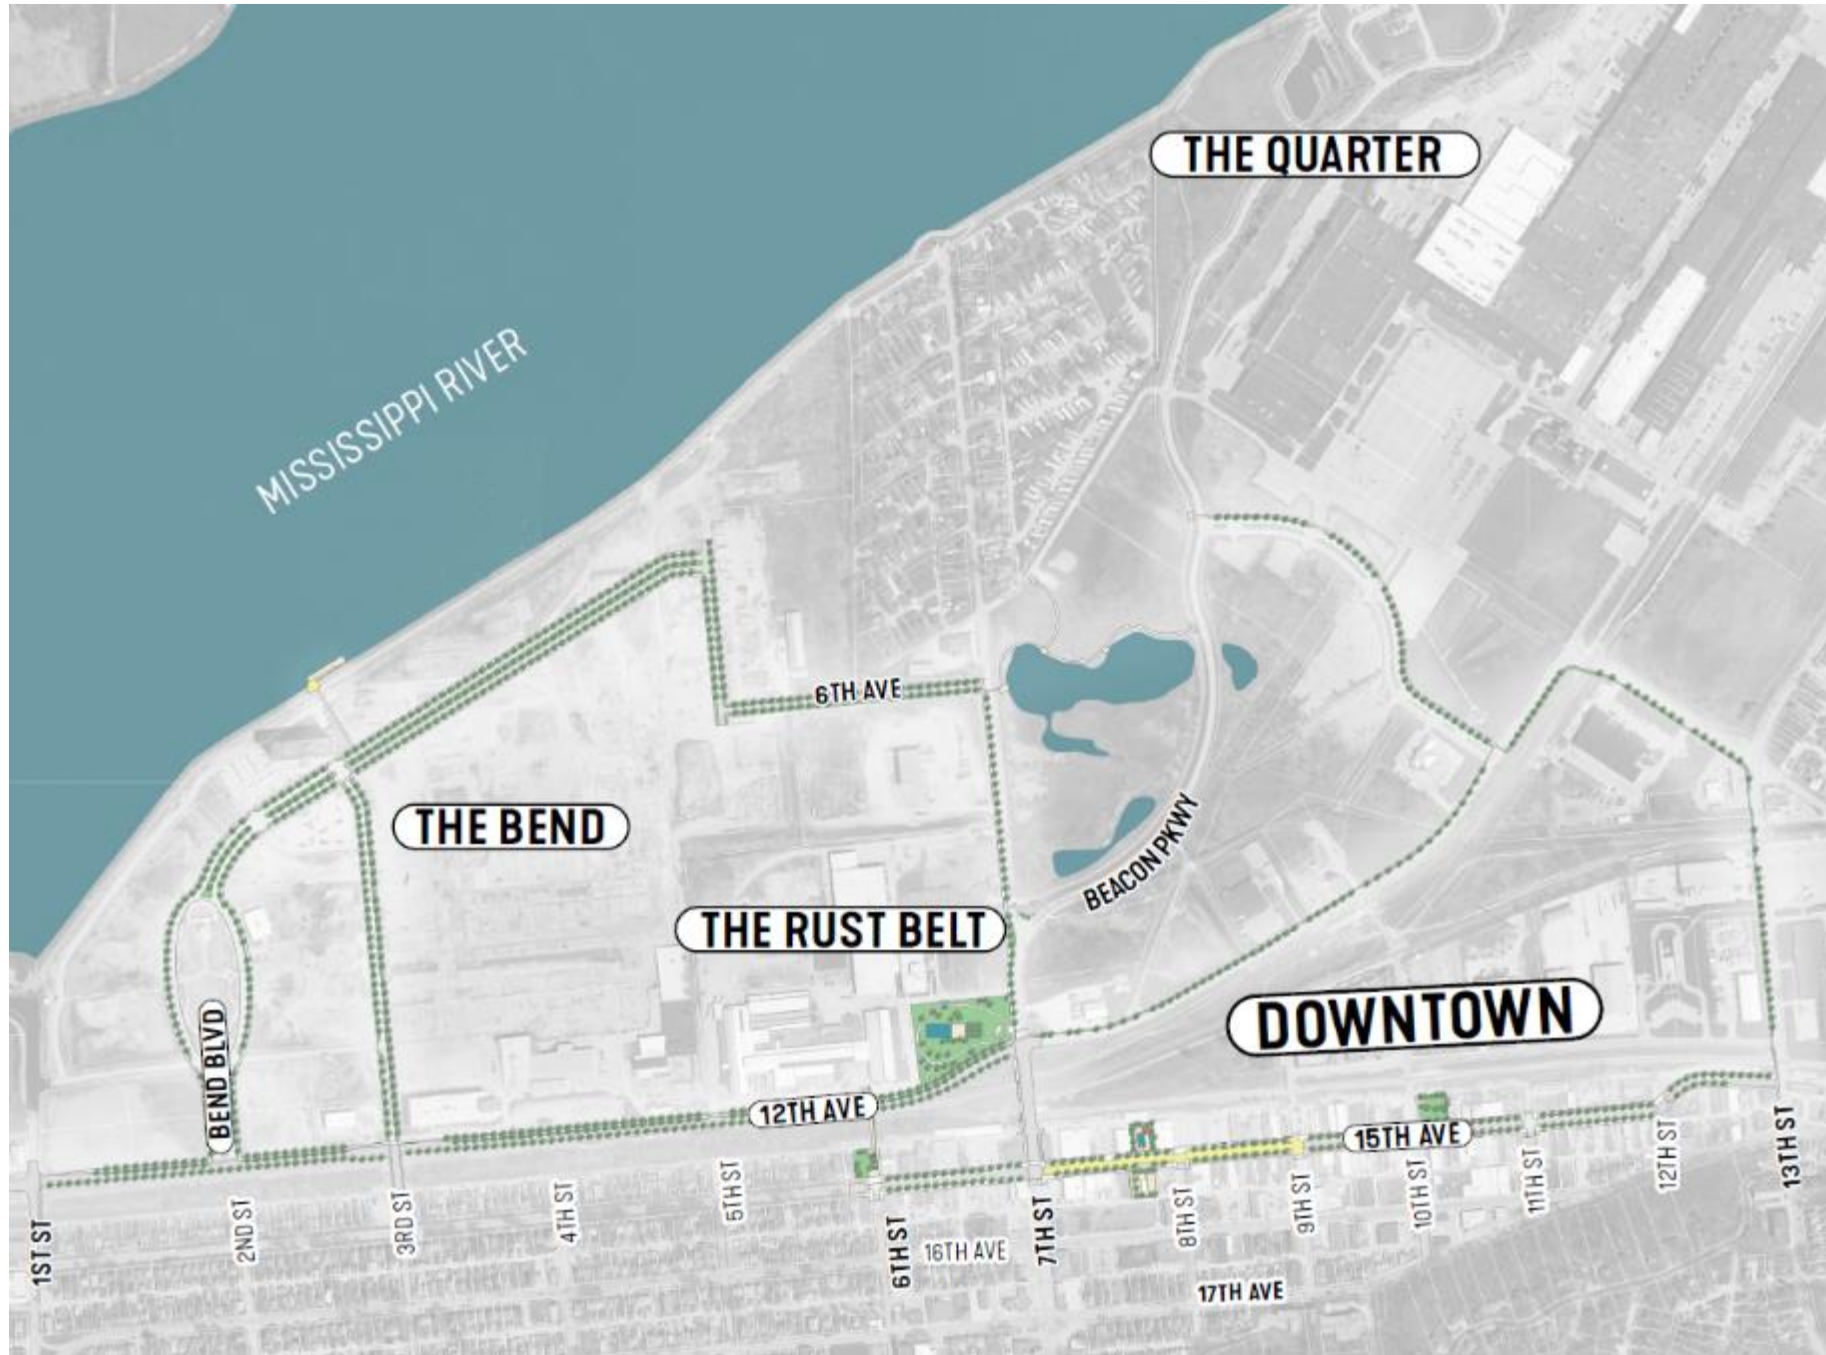 THE QUARTER
MISSISSIPPI RIVER
6TH AVE
THE BEND
BEACON PKWY
THE RUST BELT
DOWNTOWN
BEND BLVD
12TH AVE
15TH AVE
1ST ST
2ND ST
3RD ST
4TH ST
5TH ST
6TH ST
16TH AVE
7TH ST
8TH ST
9TH ST
10TH ST
11TH ST
12TH ST
13TH ST
17TH AVE